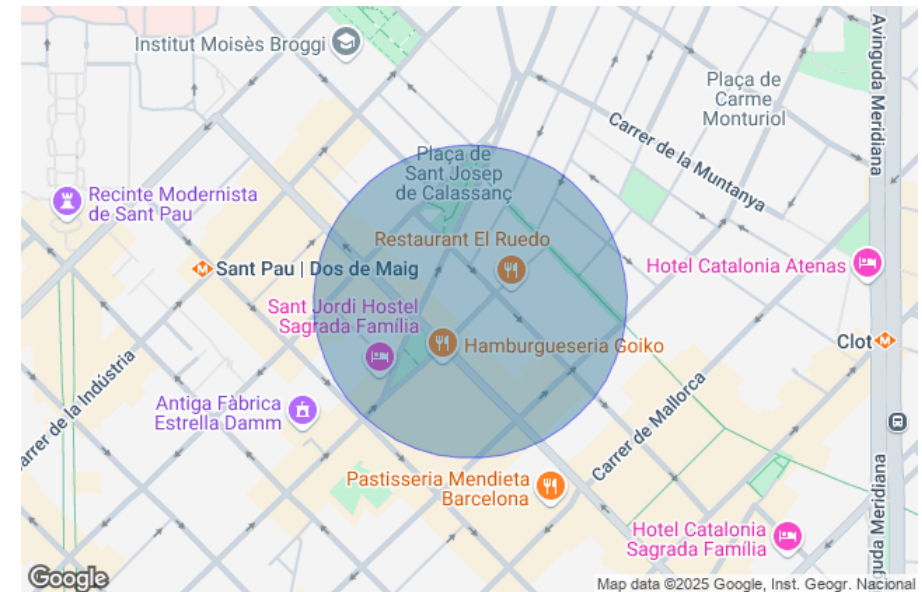 Institut Moisès Broggi
Avinguda Meridiana
Plaça de
Carme
Monturiol
Carrer de la Muntanya
Plaça de
Sant Josep
de Calassanç
Recinte Modernista
de Sant Pau
Restaurant El Ruedo
Sant Pau | Dos de Maig
Hotel Catalonia Atenas
Sant Jordi Hostel
Sagrada Família
Hamburgueseria Goiko
Clot
arrer de la Indústria
Antiga Fàbrica
Estrella Damm
Carrer de Mallorca
Pastisseria Mendieta
Barcelona
guda Meridiana
Hotel Catalonia
Sagrada Família
Google
Map data ©2025 Google, Inst. Geogr. Nacional